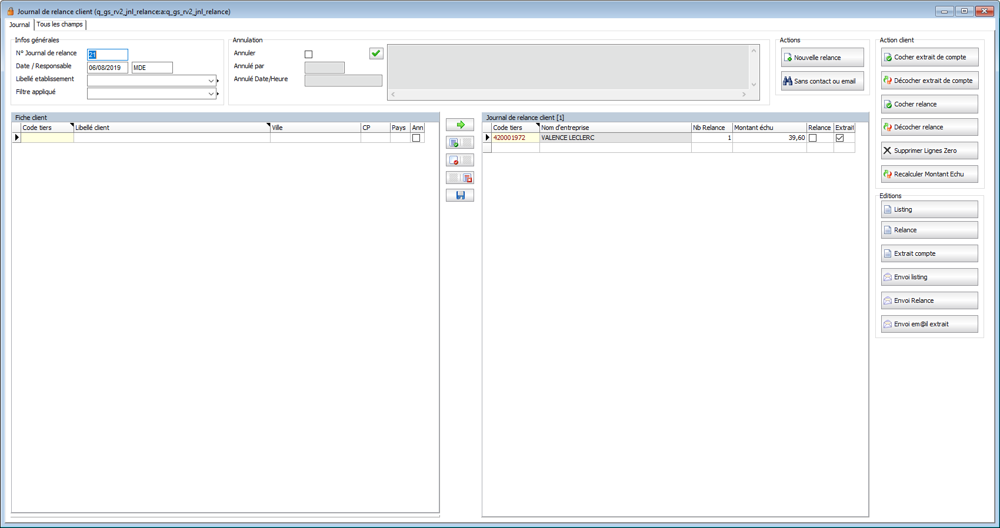 Journal de relance client (q_gs_rv2_jnl_relance:a:q_gs_rv2_jnl_relance)
Journal Tous les champs
Infos générales
N° Journal de relance 21
Date / Responsable 06/08/2019 MDE
Libellé etablissement
Filtre appliqué
Annulation
Annuler
Annulé par
Annulé Date/Heure
Actions
Nouvelle relance
Sans contact ou email
Action client
Cocher extrait de compte
Décocher extrait de compte
Cocher relance
Décocher relance
Supprimer Lignes Zero
Recalculer Montant Echu
Editions
Listing
Relance
Extrait compte
Envoi listing
Envoi Relance
Envoi em@il extrait
Fiche client
Code tiers Libellé client Ville CP Pays Ann
Journal de relance client [1]
Code tiers Nom d'entreprise Nb Relance Montant échu Relance Extrait
420001972 VALENCE LECLERC 1 39,60